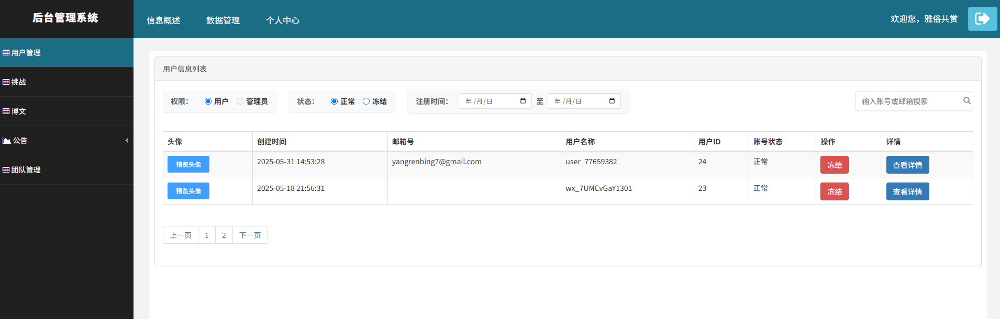 后台管理系统
信息概述 数据管理 个人中心
欢迎您，雅俗共赏
用户管理
挑战
博文
公告
团队管理
用户信息列表
权限： 用户 管理员 状态： 正常 冻结 注册时间： 年 /月/日 至 年 /月/日 输入账号或邮箱搜索
头像 创建时间 邮箱号 用户名称 用户ID 账号状态 操作 详情
预览头像 2025-05-31 14:53:28 yangrenbing7@gmail.com user_77659382 24 正常 冻结 查看详情
预览头像 2025-05-18 21:56:31 wx_7UMCvGaY1301 23 正常 冻结 查看详情
上一页 1 2 下一页